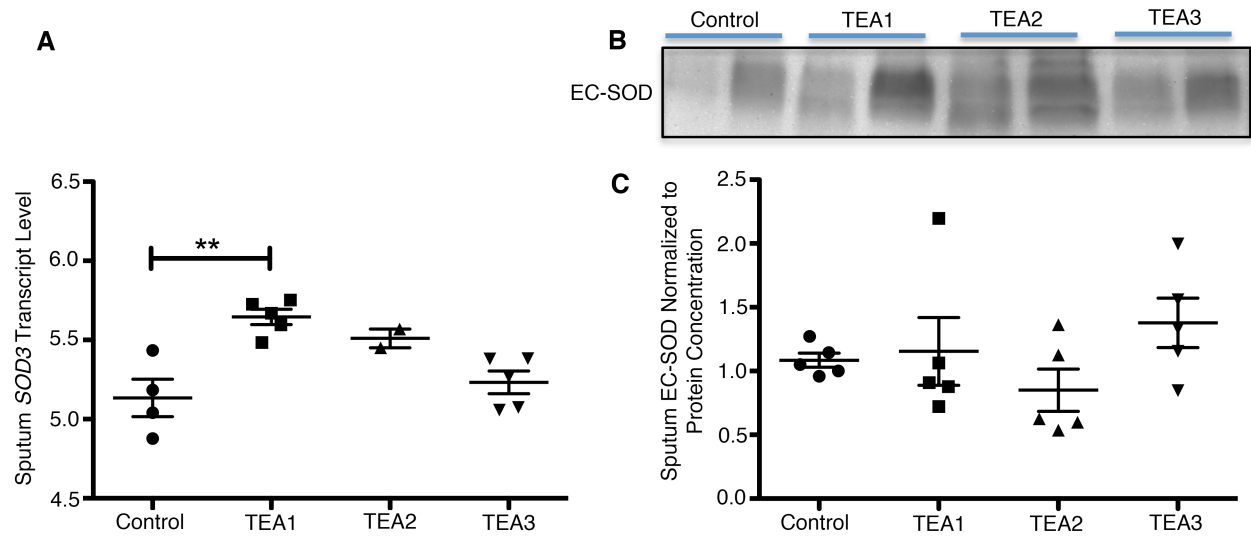 A
Sputum SOD3 Transcript Level
6.5
6.0
5.5
5.0
4.5
**
Control TEA1 TEA2 TEA3
B
Control TEA1 TEA2 TEA3
EC-SOD
C
Sputum EC-SOD Normalized to
Protein Concentration
2.5
2.0
1.5
1.0
0.5
0.0
Control TEA1 TEA2 TEA3